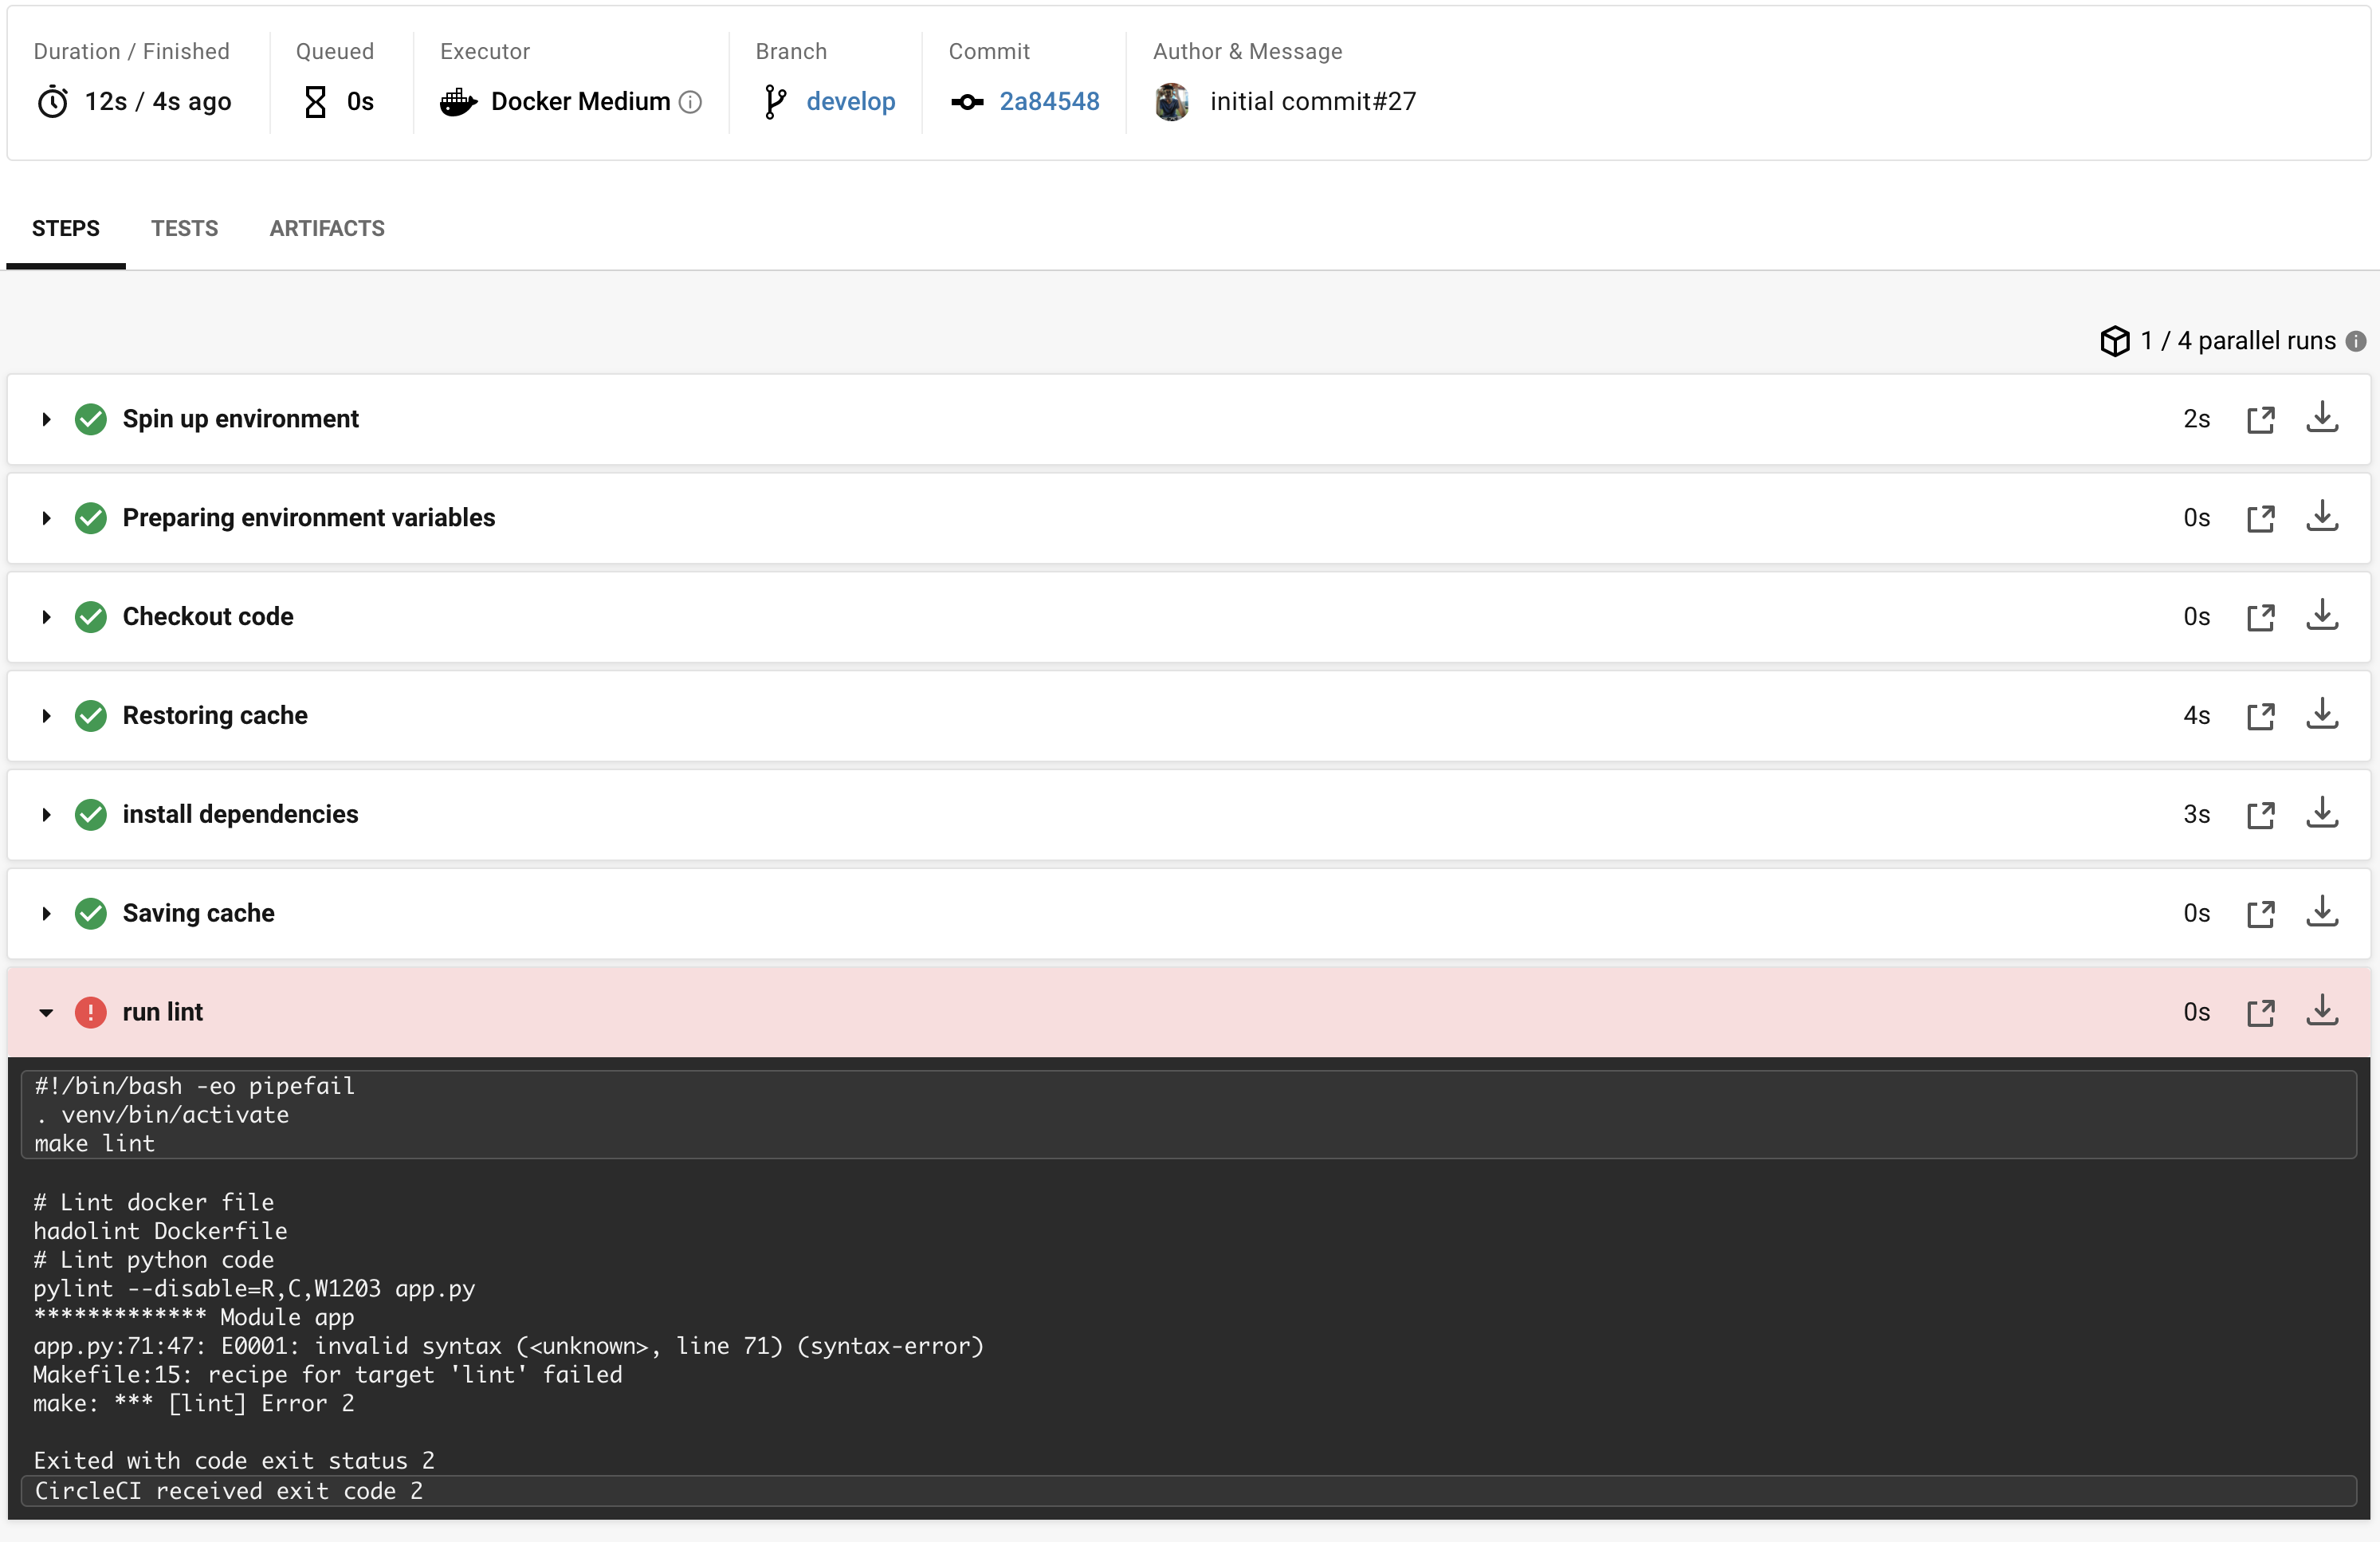 Duration / Finished
12s / 4s ago
Queued
0s
Executor
Docker Medium
Branch
develop
Commit
2a84548
Author & Message
initial commit#27
STEPS TESTS ARTIFACTS
1 / 4 parallel runs
Spin up environment 2s
Preparing environment variables 0s
Checkout code 0s
Restoring cache 4s
install dependencies 3s
Saving cache 0s
run lint 0s
#!/bin/bash -eo pipefail
. venv/bin/activate
make lint
# Lint docker file
hadolint Dockerfile
# Lint python code
pylint --disable=R,C,W1203 app.py
************* Module app
app.py:71:47: E0001: invalid syntax (<unknown>, line 71) (syntax-error)
Makefile:15: recipe for target 'lint' failed
make: *** [lint] Error 2
Exited with code exit status 2
CircleCI received exit code 2